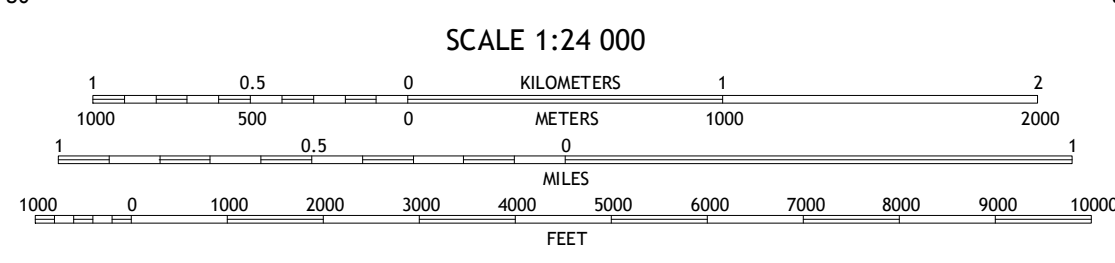 SCALE 1:24 000
1 0.5 0 KILOMETERS 1 2
1000 500 0 METERS 1000 2000
1 0.5 0 1
MILES
1000 0 1000 2000 3000 4000 5000 6000 7000 8000 9000 10000
FEET